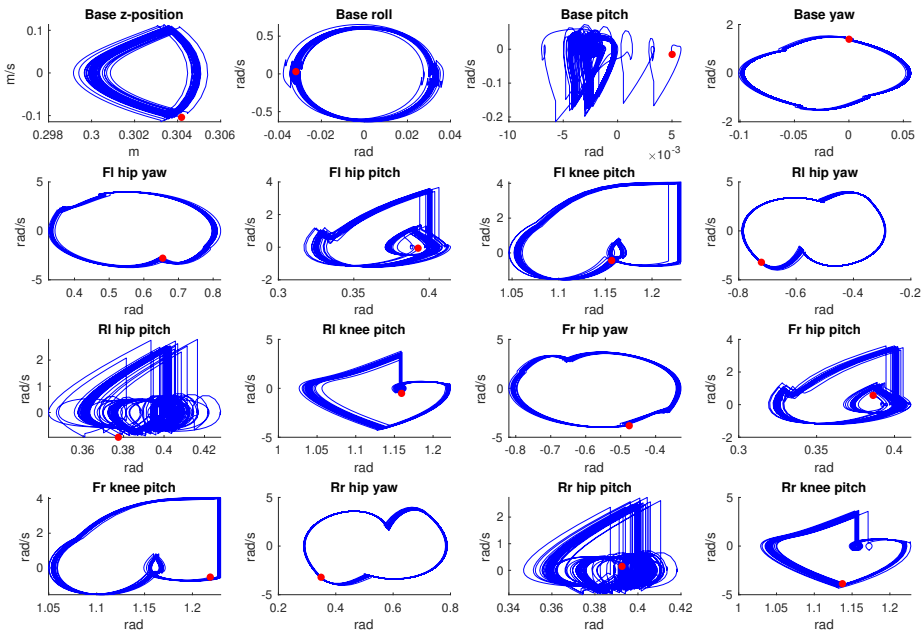 Base z-position
Base roll
Base pitch
Base yaw
m/s
0.1
0
-0.1
0.298
0.3
0.302
0.304
0.306
m
rad/s
0.5
0
-0.5
-0.04
-0.02
0.00
0.02
0.04
rad
rad/s
0.1
0
-0.1
-0.2
-10
-5
0
5
×10⁻³
rad
rad/s
2
0
-2
-0.1
-0.05
0
0.05
rad
Fl hip yaw
Fl hip pitch
Fl knee pitch
Rl hip yaw
rad/s
5
0
-5
0.4
0.5
0.6
0.7
0.8
rad
rad/s
4
2
0
-2
0.3
0.35
0.4
rad
rad/s
4
2
0
1.05
1.1
1.15
1.2
rad
rad/s
5
0
-5
-0.8
-0.6
-0.4
-0.2
rad
Rl hip pitch
Rl knee pitch
Fr hip yaw
Fr hip pitch
rad/s
2
1
0
0.36
0.38
0.40
0.42
rad
rad/s
5
0
-5
1
1.03
1.1
1.15
1.2
rad
rad/s
5
0
-5
-0.8
-0.7
-0.6
-0.5
-0.4
rad
rad/s
4
2
0
-2
0.3
0.35
0.4
rad
Fr knee pitch
Rr hip yaw
Rr hip pitch
Rr knee pitch
rad/s
4
2
0
1.05
1.1
1.15
1.2
rad
rad/s
5
0
-5
0.2
0.4
0.6
0.8
rad
rad/s
2
1
0
0.34
0.36
0.38
0.40
0.42
rad
rad/s
5
0
-5
1
1.03
1.1
1.15
1.2
rad